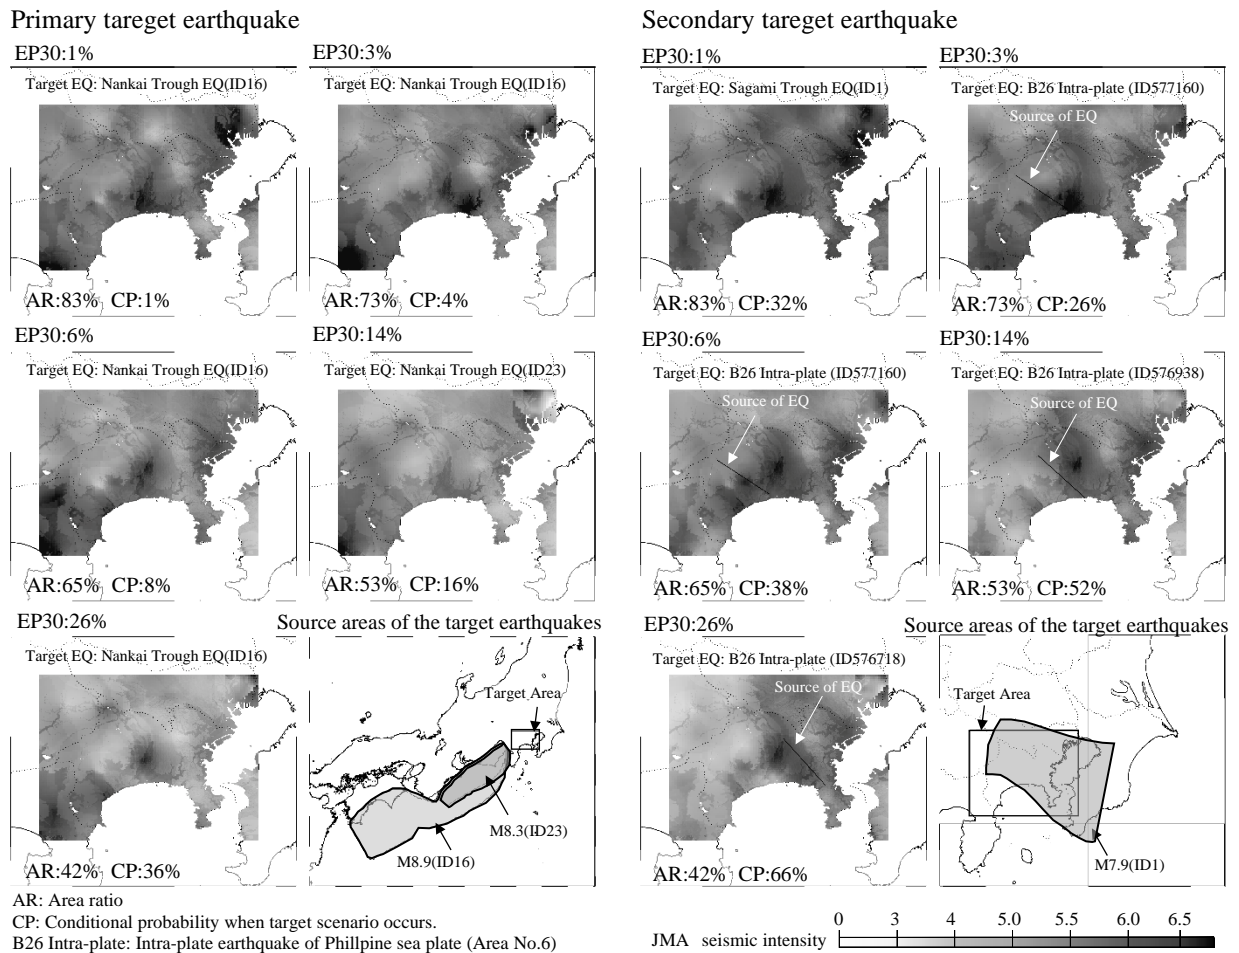 Primary tareget earthquake
EP30:1%
Target EQ: Nankai Trough EQ(ID16)
AR:83% CP:1%
EP30:3%
Target EQ: Nankai Trough EQ(ID16)
AR:73% CP:4%
EP30:6%
Target EQ: Nankai Trough EQ(ID16)
AR:65% CP:8%
EP30:14%
Target EQ: Nankai Trough EQ(ID23)
AR:53% CP:16%
EP30:26%
Target EQ: Nankai Trough EQ(ID16)
AR:42% CP:36%
Source areas of the target earthquakes
Target Area
M8.3(ID23)
M8.9(ID16)
AR: Area ratio
CP: Conditional probability when target scenario occurs.
B26 Intra-plate: Intra-plate earthquake of Phillpine sea plate (Area No.6)
Secondary tareget earthquake
EP30:1%
Target EQ: Sagami Trough EQ(ID1)
AR:83% CP:32%
EP30:3%
Target EQ: B26 Intra-plate (ID577160)
Source of EQ
AR:73% CP:26%
EP30:6%
Target EQ: B26 Intra-plate (ID577160)
Source of EQ
AR:65% CP:38%
EP30:14%
Target EQ: B26 Intra-plate (ID576938)
Source of EQ
AR:53% CP:52%
EP30:26%
Target EQ: B26 Intra-plate (ID576718)
Source of EQ
AR:42% CP:66%
Source areas of the target earthquakes
Target Area
M7.9(ID1)
0 3 4 5.0 5.5 6.0 6.5
JMA seismic intensity